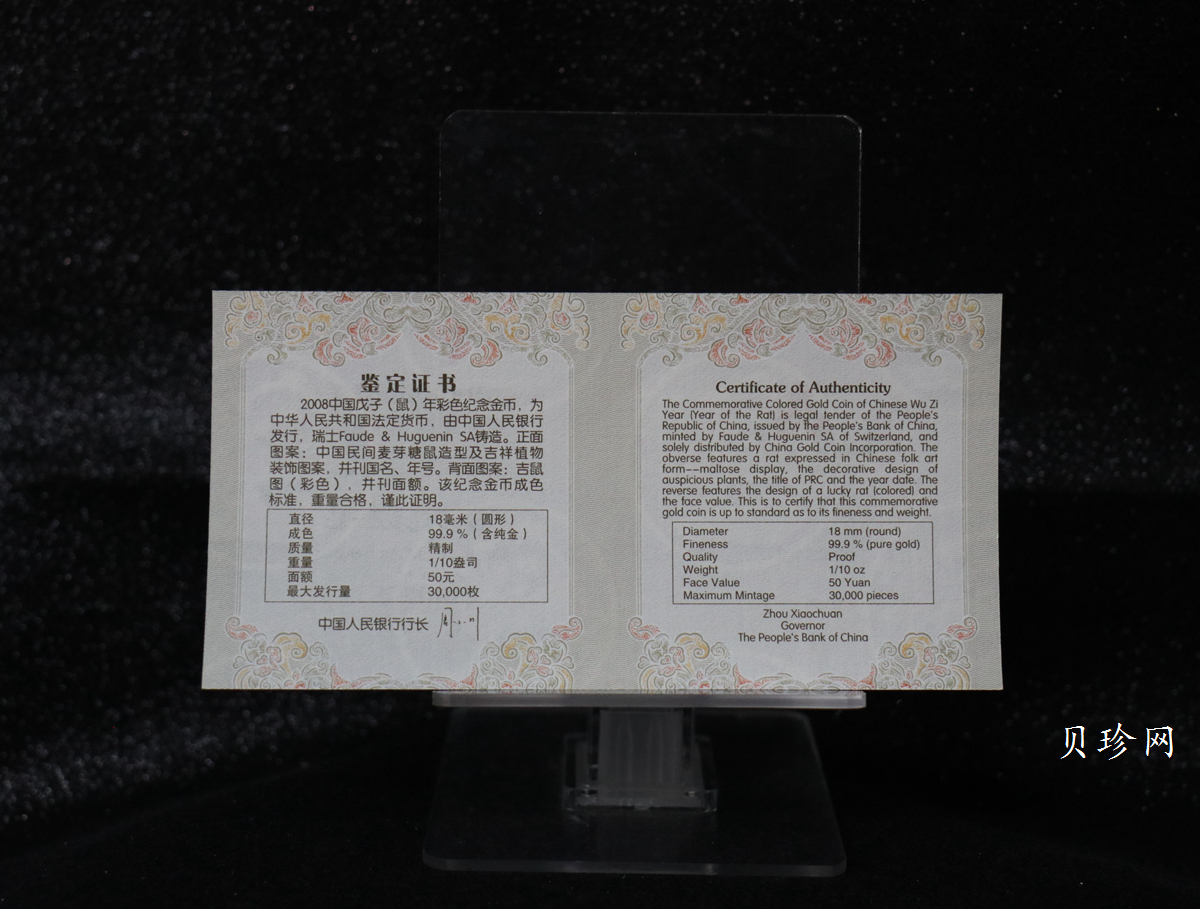 鉴定证书
2008中国戊子（鼠）年彩色纪念金币，为
中华人民共和国法定货币，由中国人民银行
发行，瑞士Faude & Huguenin SA铸造。正面
图案：中国民间麦芽糖鼠造型及吉祥植物
装饰图案，并刊国名、年号。背面图案：吉鼠
图（彩色），并刊面额。该纪念金币成色
标准，重量合格，谨此证明。
直径 18毫米（圆形）
成色 99.9 %（含纯金）
质量 精制
重量 1/10盎司
面额 50元
最大发行量 30,000枚
中国人民银行行长
Certificate of Authenticity
The Commemorative Colored Gold Coin of Chinese Wu Zi
Year (Year of the Rat) is legal tender of the People's
Republic of China, issued by the People's Bank of China,
minted by Faude & Huguenin SA of Switzerland, and
solely distributed by China Gold Coin Incorporation. The
obverse features a rat expressed in Chinese folk art
form--maltose display, the decorative design of
auspicious plants, the title of PRC and the year date. The
reverse features the design of a lucky rat (colored) and
the face value. This is to certify that this commemorative
gold coin is up to standard as to its fineness and weight.
Diameter 18 mm (round)
Fineness 99.9 % (pure gold)
Quality Proof
Weight 1/10 oz
Face Value 50 Yuan
Maximum Mintage 30,000 pieces
Zhou Xiaochuan
Governor
The People's Bank of China
贝珍网